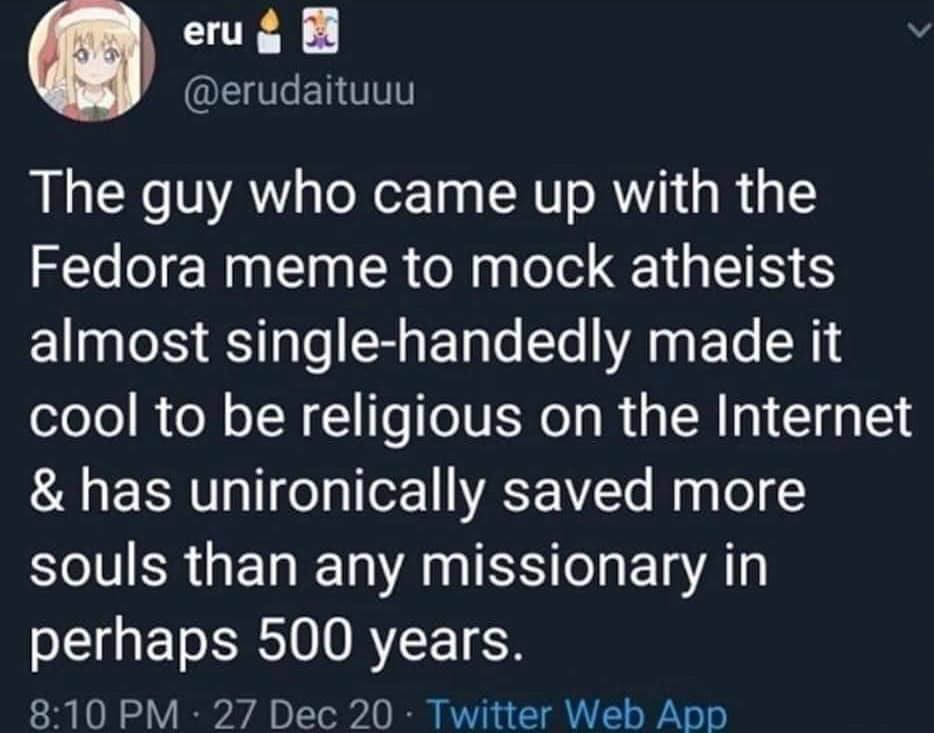 eru🕯️🃏
@erudaituuu
The guy who came up with the
Fedora meme to mock atheists
almost single-handedly made it
cool to be religious on the Internet
& has unironically saved more
souls than any missionary in
perhaps 500 years.
8:10 PM · 27 Dec 20 · Twitter Web App